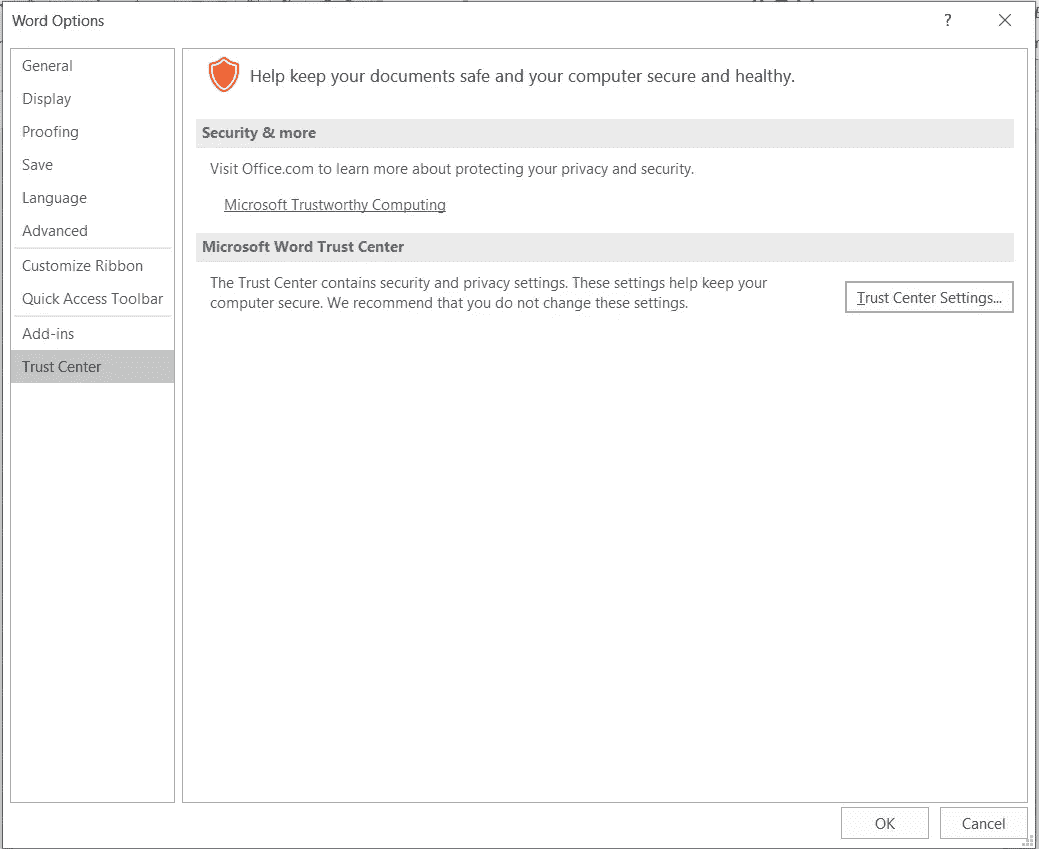 Word Options
?
General
Display
Proofing
Save
Language
Advanced
Customize Ribbon
Quick Access Toolbar
Add-ins
Trust Center
Help keep your documents safe and your computer secure and healthy.
Security & more
Visit Office.com to learn more about protecting your privacy and security.
Microsoft Trustworthy Computing
Microsoft Word Trust Center
The Trust Center contains security and privacy settings. These settings help keep your
computer secure. We recommend that you do not change these settings.
Trust Center Settings...
OK
Cancel